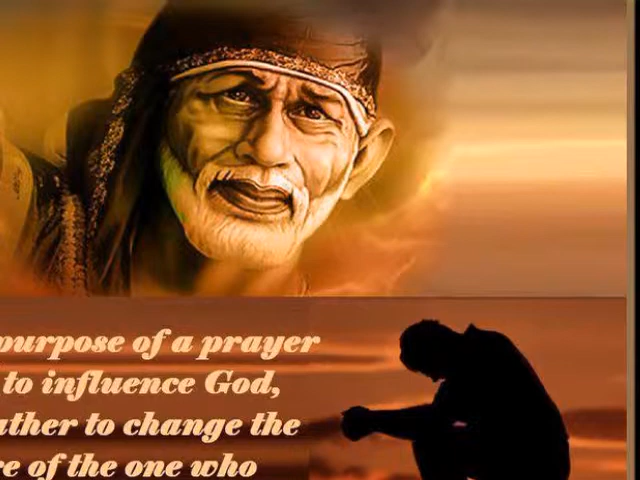 purpose of a prayer
to influence God,
ather to change the
re of the one who